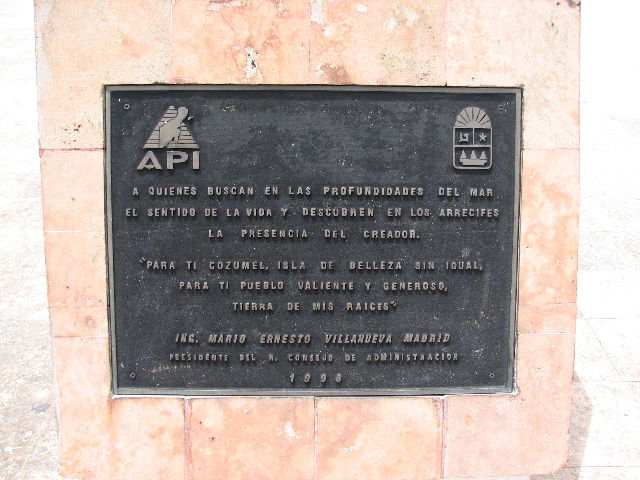 API
A QUIENES BUSCAN EN LAS PROFUNDIDADES DEL MAR
EL SENTIDO DE LA VIDA Y DESCUBREN EN LOS ARRECIFES
LA PRESENCIA DEL CREADOR.
"PARA TI COZUMEL, ISLA DE BELLEZA SIN IGUAL,
PARA TI PUEBLO VALIENTE Y GENEROSO,
TIERRA DE MIS RAICES"
ING. MARIO ERNESTO VILLANUEVA MADRID
PRESIDENTE DEL H. CONSEJO DE ADMINISTRACION
1998